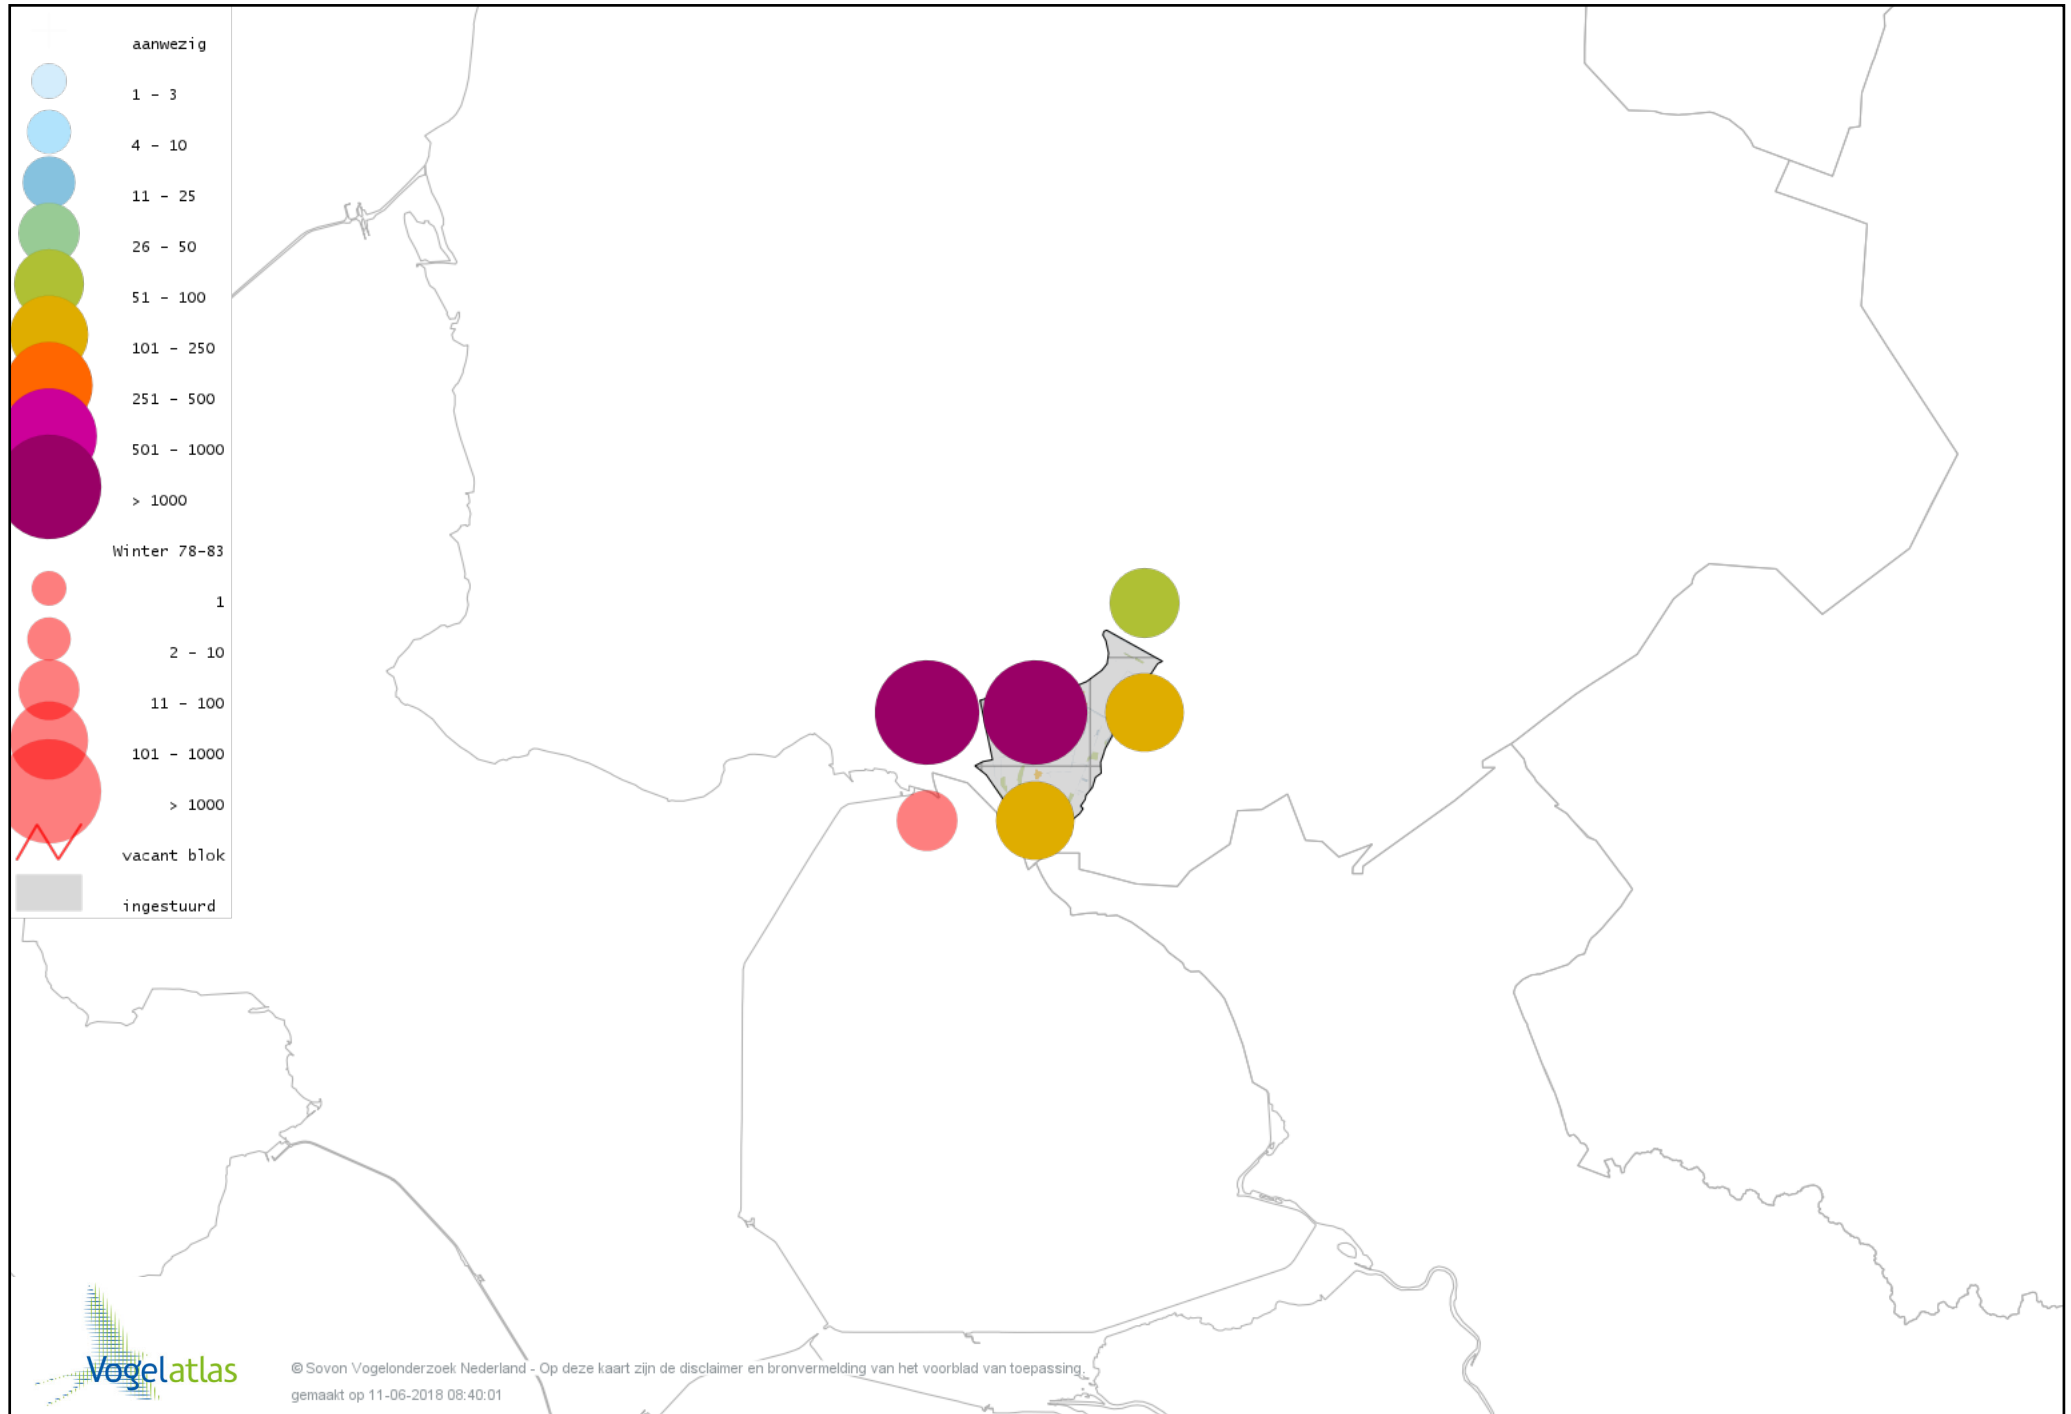 aanwezig
1 - 3
4 - 10
11 - 25
26 - 50
51 - 100
101 - 250
251 - 500
501 - 1000
> 1000
Winter 78-83
1
2 - 10
11 - 100
101 - 1000
> 1000
vacant blok
ingestuurd
Vogelatlas
© Sovon Vogelonderzoek Nederland - Op deze kaart zijn de disclaimer en bronvermelding van het voorblad van toepassing.
gemaakt op 11-06-2018 08:40:01